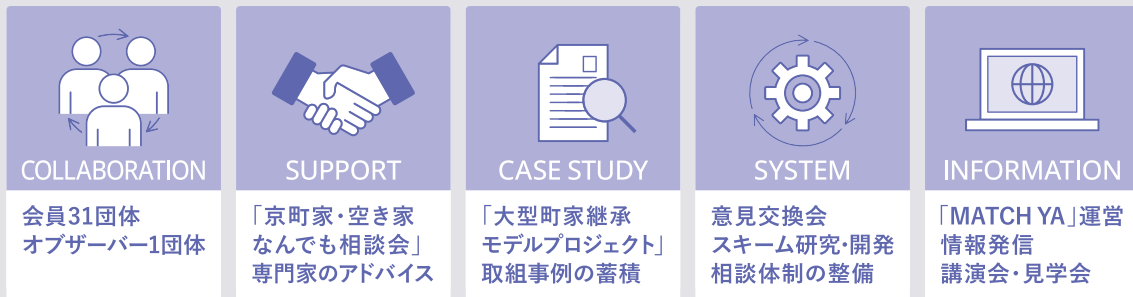 COLLABORATION
会員31団体
オブザーバー1団体
SUPPORT
「京町家・空き家
なんでも相談会」
専門家のアドバイス
CASE STUDY
「大型町家継承
モデルプロジェクト」
取組事例の蓄積
SYSTEM
意見交換会
スキーム研究・開発
相談体制の整備
INFORMATION
「MATCH YA」運営
情報発信
講演会・見学会